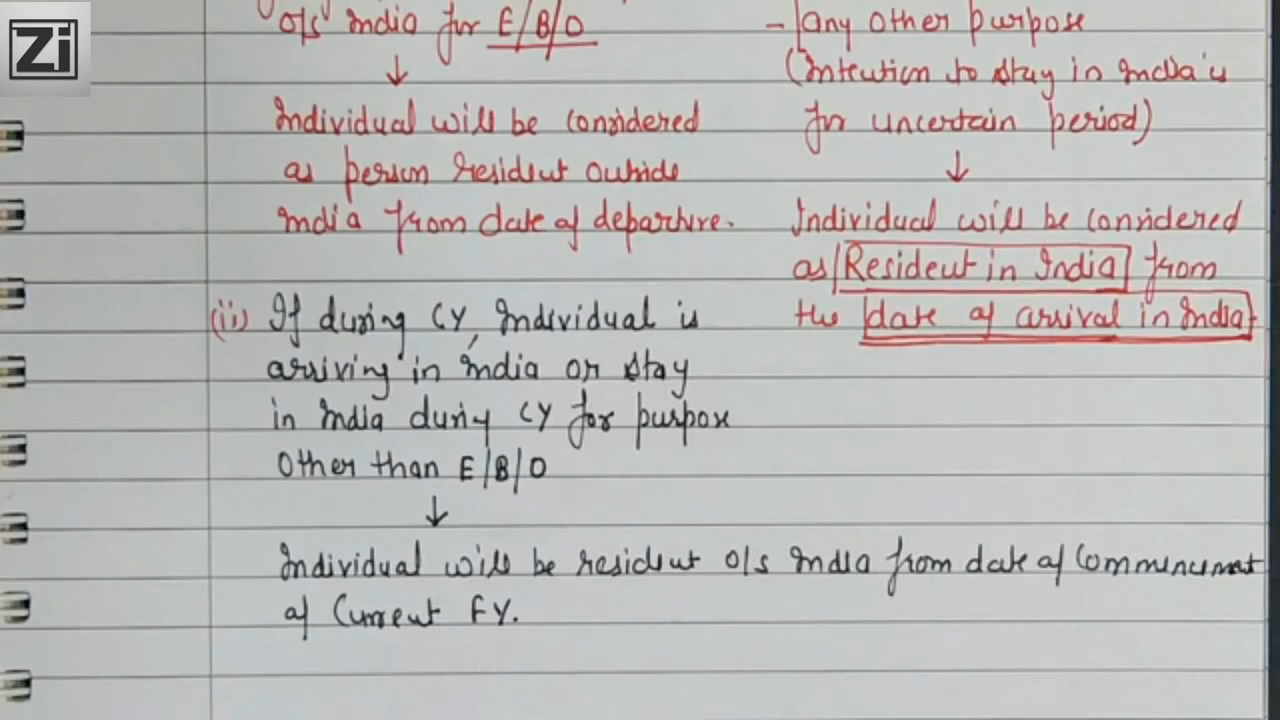 Zi
o/s India for E/B/O
Individual will be considered
as person resident outside
India from date of departure.
- any other purpose
(Intention to stay in India is
for uncertain period)
Individual will be considered
as Resident in India from
the date of arrival in India
(ii) If during CY, Individual is
arriving in India or stay
in India during CY for purpose
Other than E/B/O
Individual will be resident o/s India from date of Commencement
of Current FY.